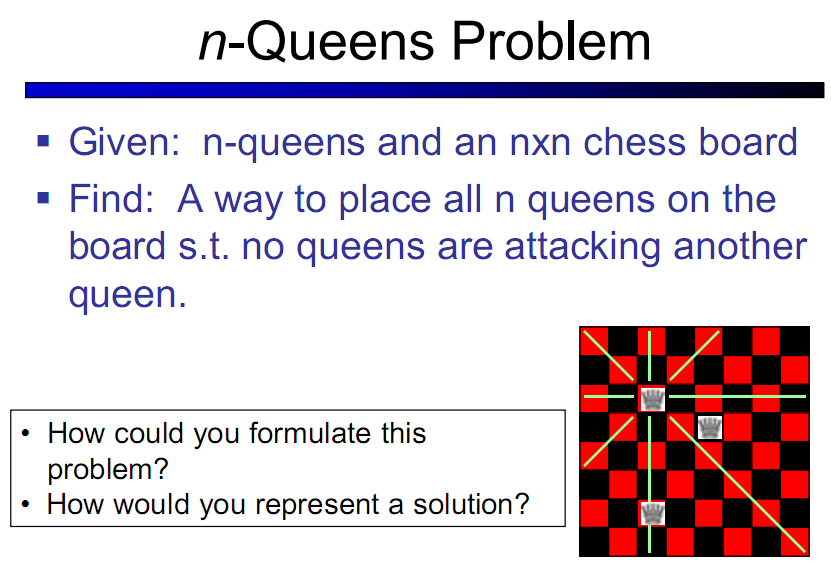 n-Queens Problem
▪ Given:  n-queens and an nxn chess board
▪ Find:  A way to place all n queens on the
board s.t. no queens are attacking another
queen.
• How could you formulate this
problem?
• How would you represent a solution?